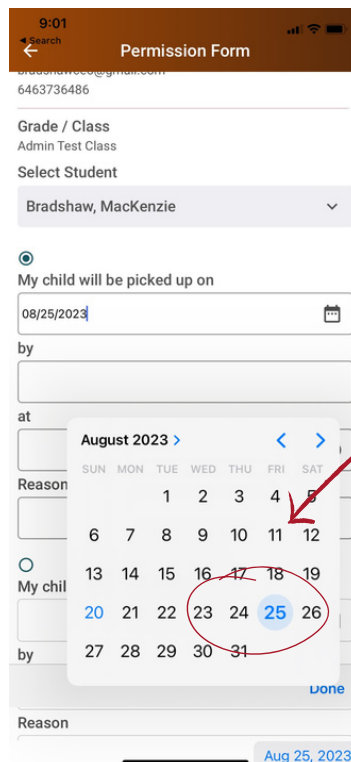 9:01
Search
Permission Form
6463736486
Grade / Class
Admin Test Class
Select Student
Bradshaw, MacKenzie
My child will be picked up on
08/25/2023
by
at
August 2023
SUN MON TUE WED THU FRI SAT
1 2 3 4 5
6 7 8 9 10 11 12
13 14 15 16 17 18 19
20 21 22 23 24 25 26
27 28 29 30 31
Reason
My chil
by
Done
Reason
Aug 25, 2023